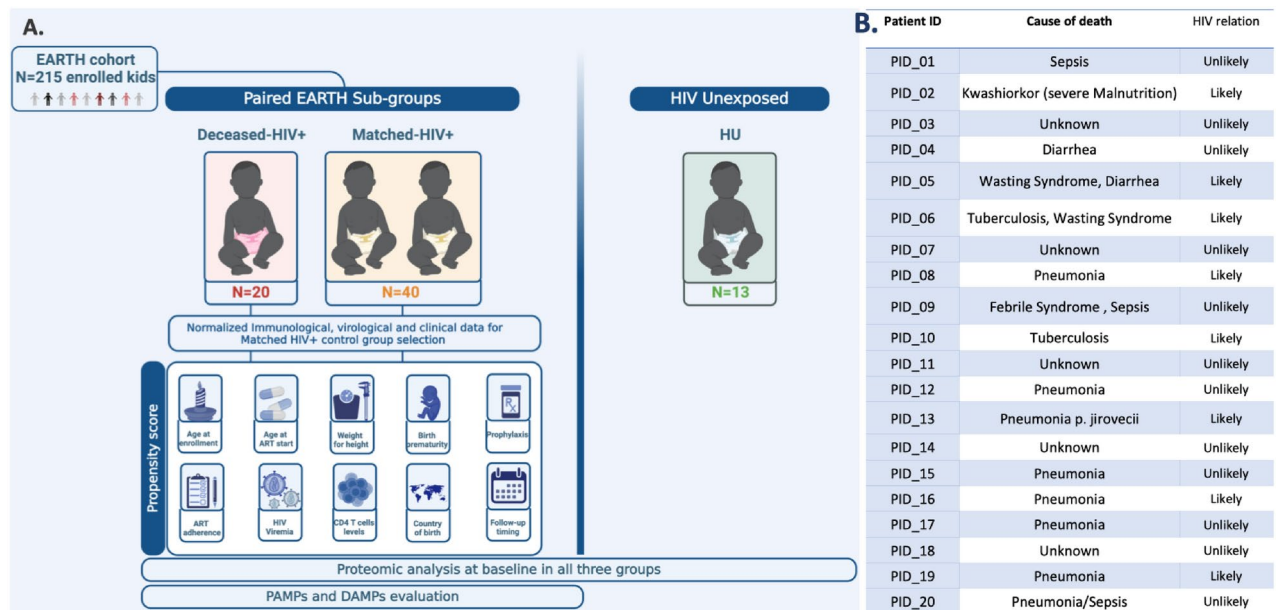 A.
EARTH cohort
N=215 enrolled kids
Paired EARTH Sub-groups
HIV Unexposed
Deceased-HIV+
Matched-HIV+
HU
N=20
N=40
N=13
Normalized Immunological, virological and clinical data for
Matched HIV+ control group selection
Propensity score
Age at
enrollment
Age at
ART start
Weight
for height
Birth
prematurity
Rx
Prophylaxis
ART
adherence
HIV
Viremia
CD4 T cells
levels
Country
of birth
Follow-up
timing
Proteomic analysis at baseline in all three groups
PAMPs and DAMPs evaluation
B.
Patient ID Cause of death HIV relation
PID_01 Sepsis Unlikely
PID_02 Kwashiorkor (severe Malnutrition) Likely
PID_03 Unknown Unlikely
PID_04 Diarrhea Unlikely
PID_05 Wasting Syndrome, Diarrhea Likely
PID_06 Tuberculosis, Wasting Syndrome Likely
PID_07 Unknown Unlikely
PID_08 Pneumonia Likely
PID_09 Febrile Syndrome , Sepsis Unlikely
PID_10 Tuberculosis Likely
PID_11 Unknown Unlikely
PID_12 Pneumonia Unlikely
PID_13 Pneumonia p. jirovecii Likely
PID_14 Unknown Unlikely
PID_15 Pneumonia Unlikely
PID_16 Pneumonia Likely
PID_17 Pneumonia Unlikely
PID_18 Unknown Unlikely
PID_19 Pneumonia Likely
PID_20 Pneumonia/Sepsis Unlikely